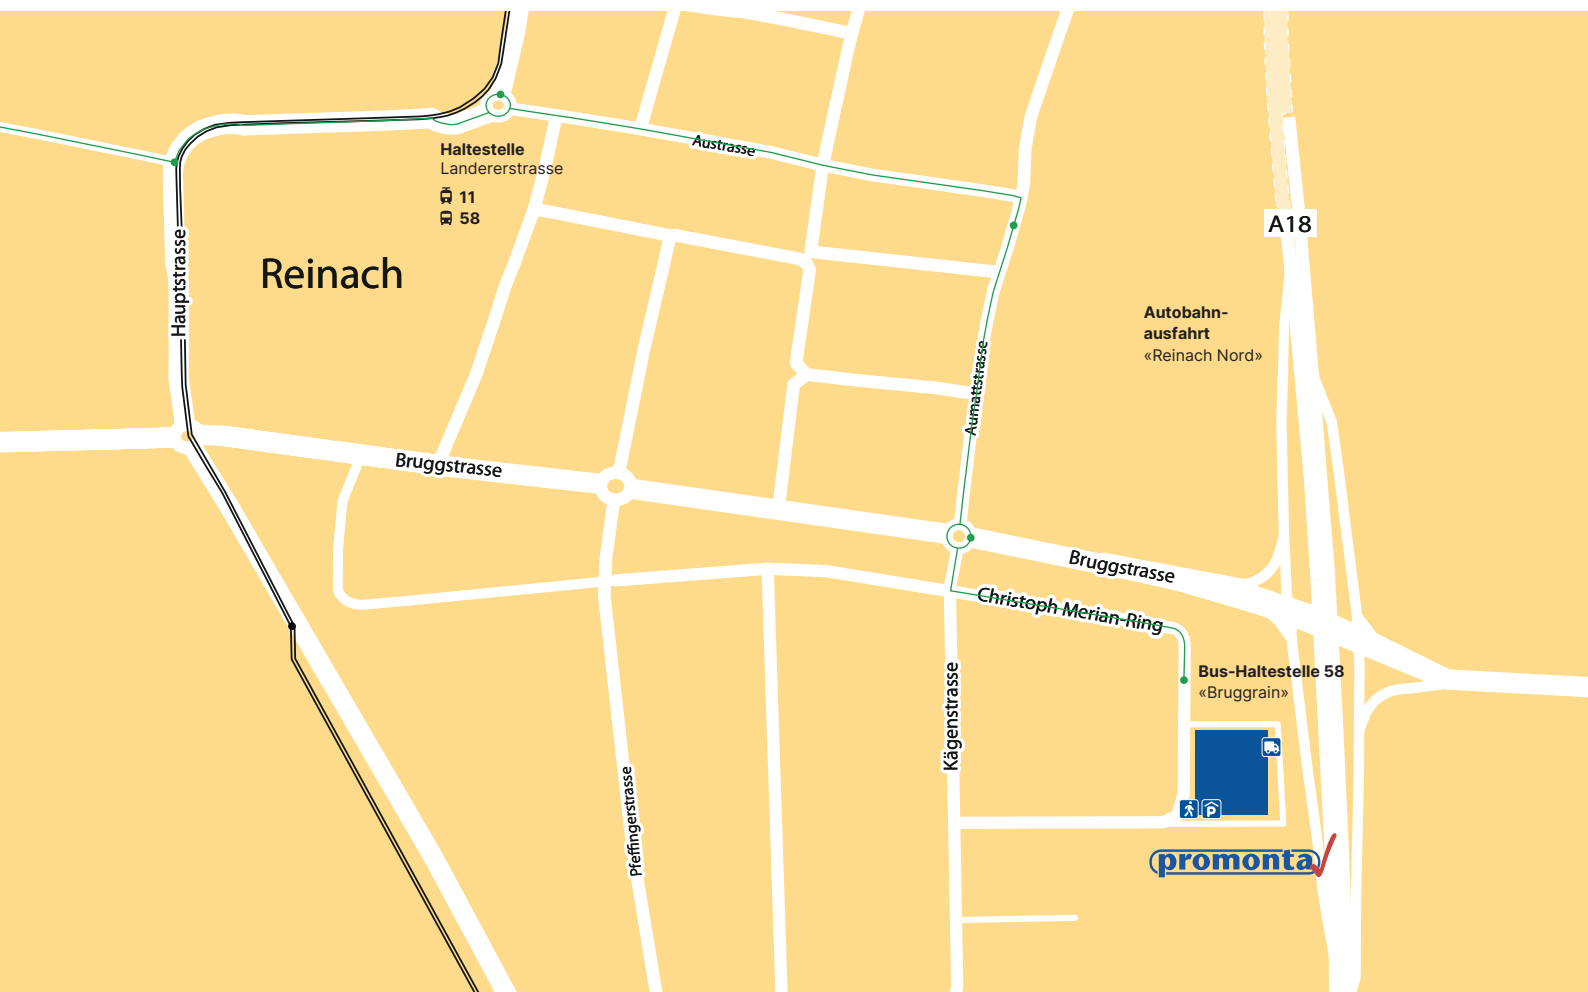 Austrasse
Haltestelle
Landererstrasse
11
58
A18
Hauptstrasse
Reinach
Autobahn-
ausfahrt
«Reinach Nord»
Aumattstrasse
Bruggstrasse
Bruggstrasse
Christoph Merian-Ring
Kägenstrasse
Bus-Haltestelle 58
«Bruggrain»
Pfeffingerstrasse
P
promonta